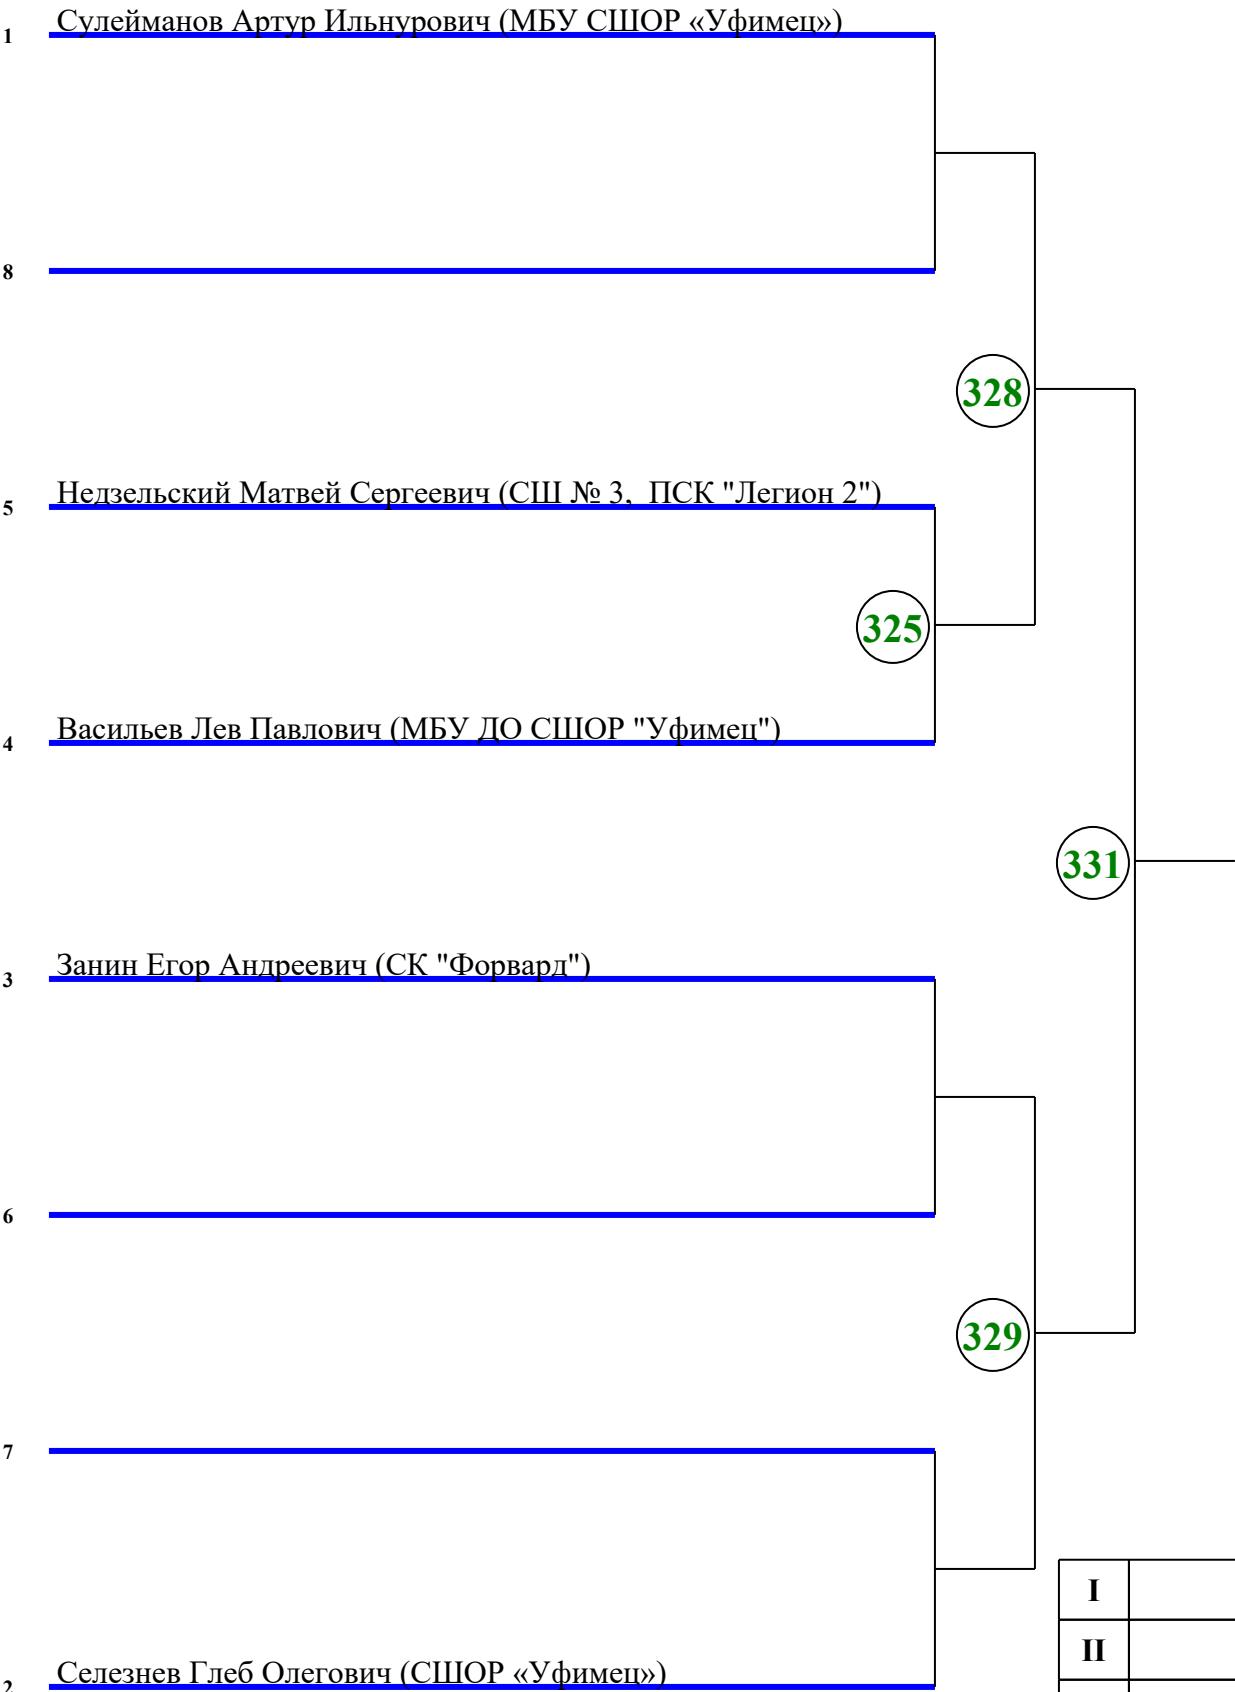 1 Сулейманов Артур Ильнурович (МБУ СШОР «Уфимец»)
8
328
5 Недзельский Матвей Сергеевич (СШ № 3, ПСК "Легион 2")
325
4 Васильев Лев Павлович (МБУ ДО СШОР "Уфимец")
331
3 Занин Егор Андреевич (СК "Форвард")
6
329
7
I
II
2 Селезнев Глеб Олегович (СШОР «Уфимец»)